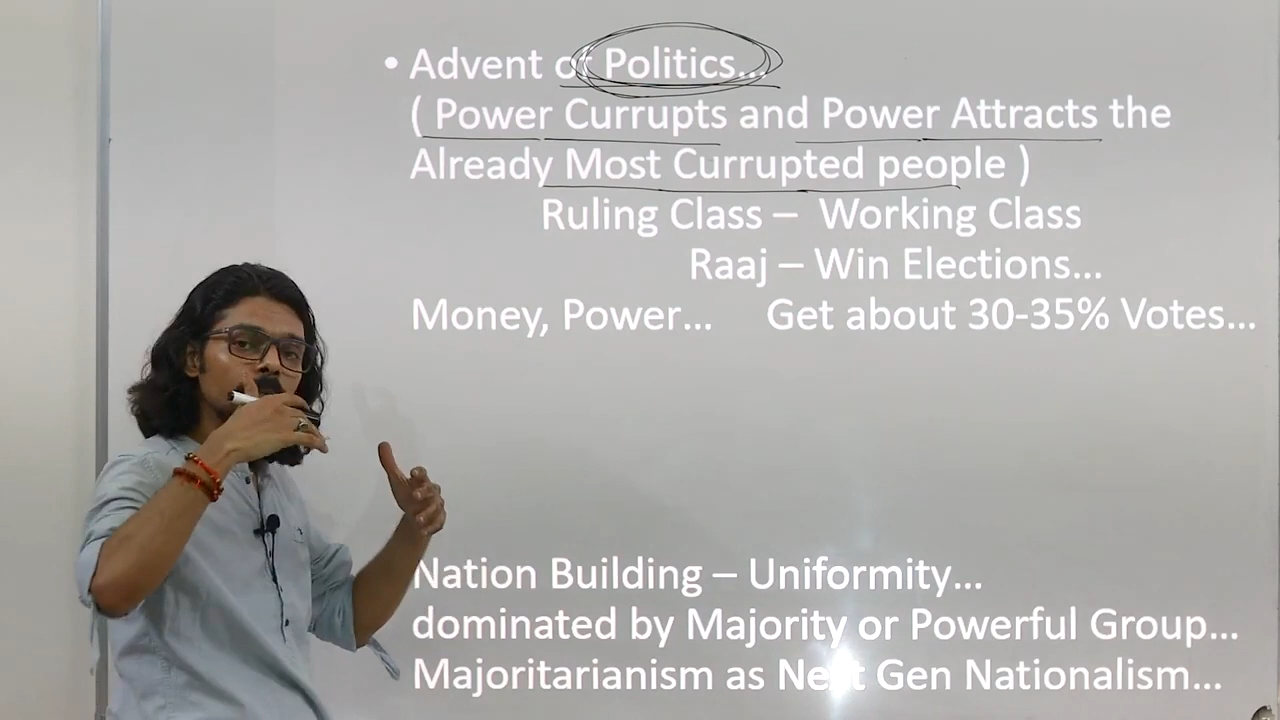 • Advent of Politics...
( Power Currupts and Power Attracts the
Already Most Currupted people )
Ruling Class – Working Class
Raaj – Win Elections...
Money, Power... Get about 30-35% Votes...
Nation Building – Uniformity...
dominated by Majority or Powerful Group...
Majoritarianism as Next Gen Nationalism...